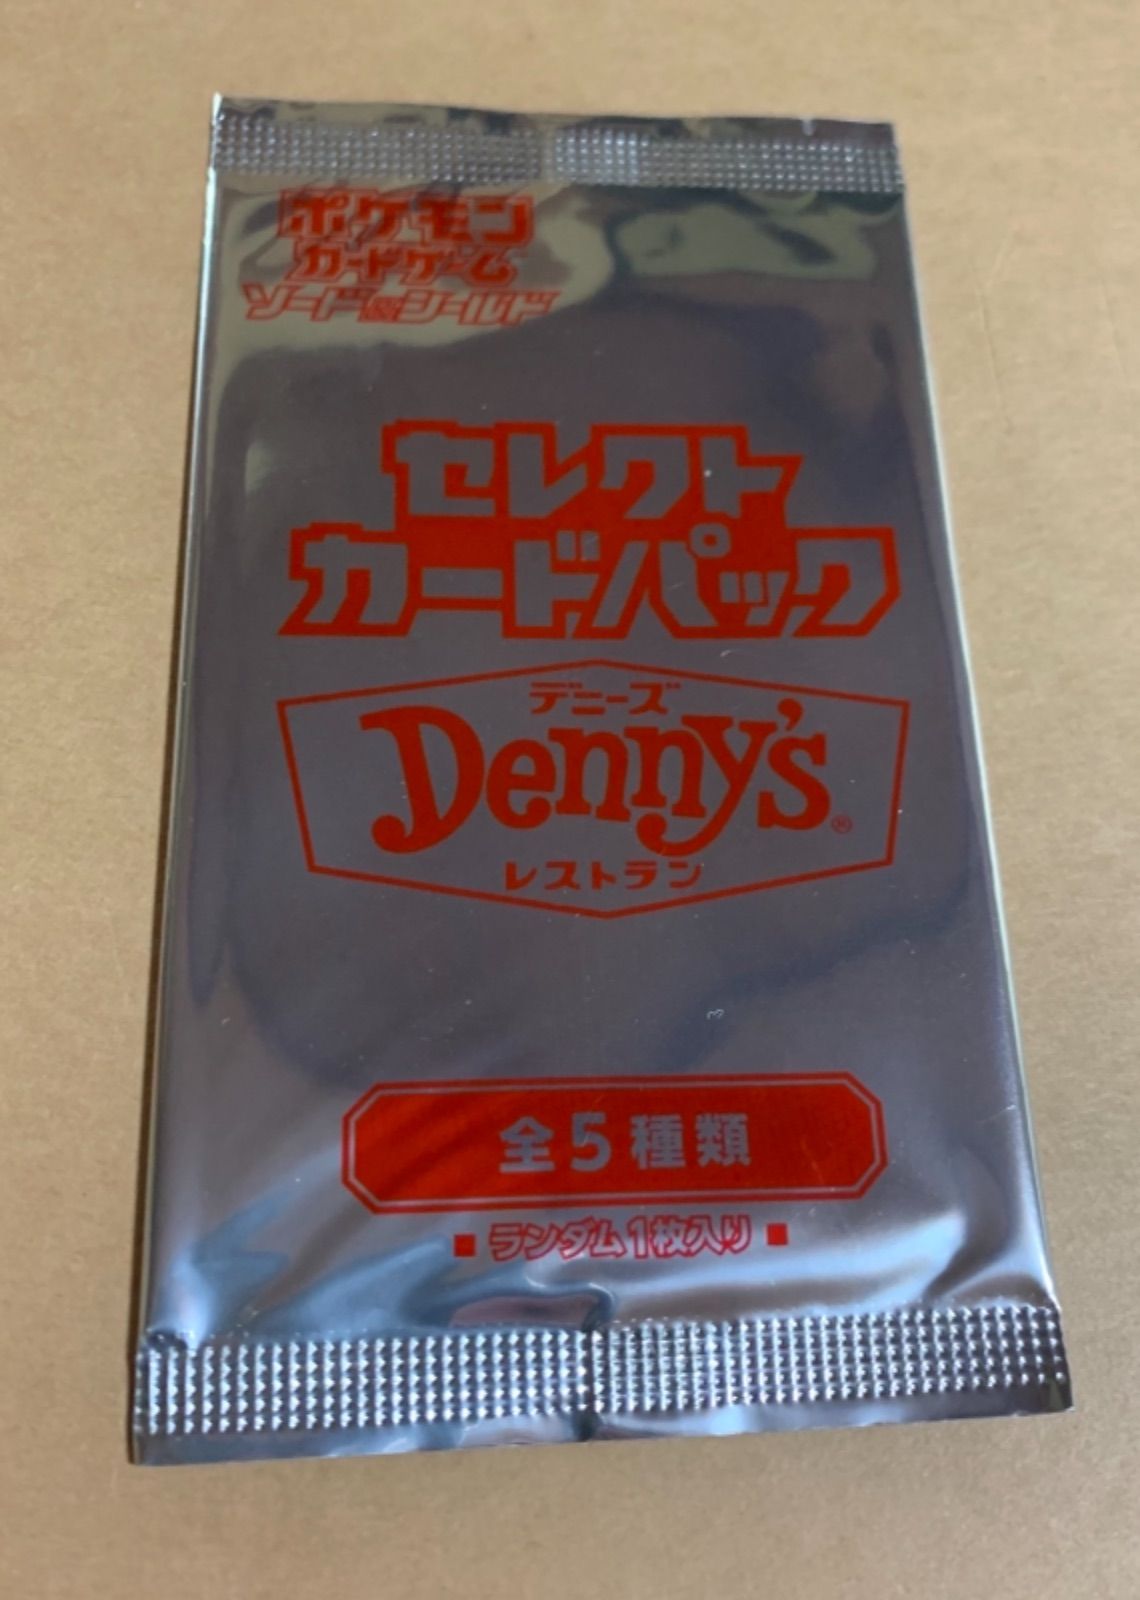 ポケモン
カードゲーム
ソード&シールド
セレクト
カードパック
デニーズ
Denny's®
レストラン
全5種類
■ランダム1枚入り■